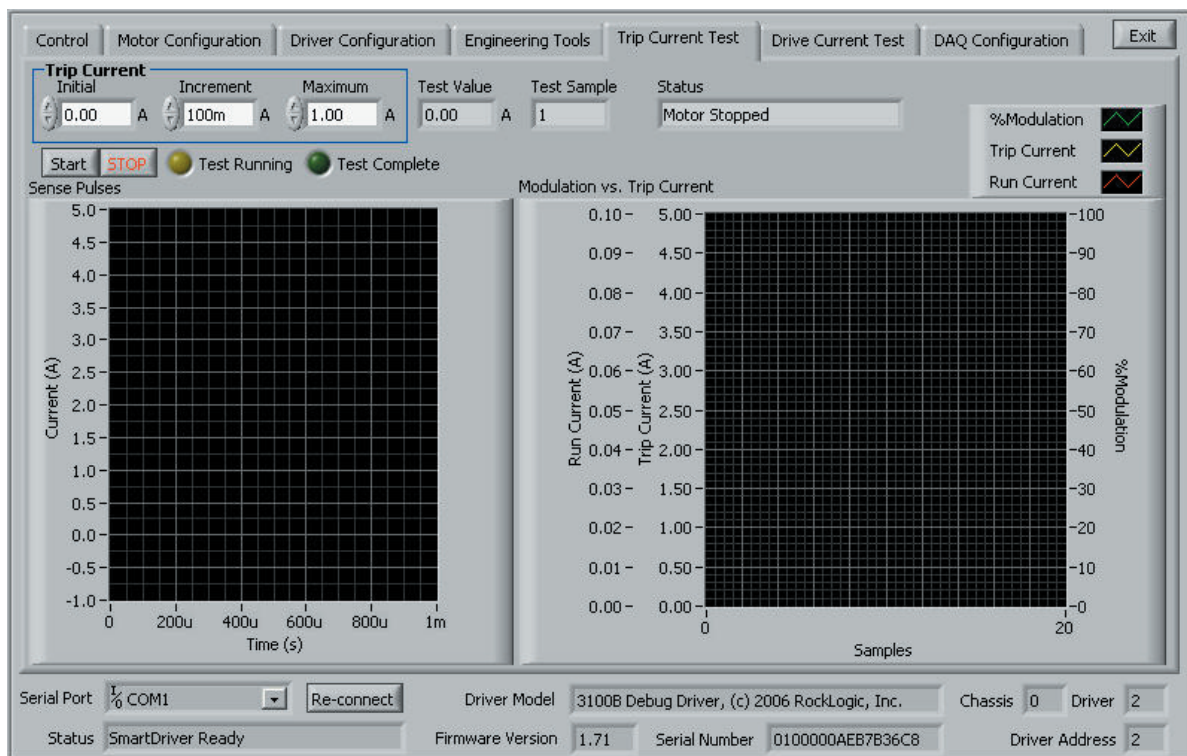 Control Motor Configuration Driver Configuration Engineering Tools Trip Current Test Drive Current Test DAQ Configuration Exit
Trip Current
Initial Increment Maximum Test Value Test Sample Status
0.00 A 100m A 1.00 A 0.00 A 1 Motor Stopped
%Modulation
Trip Current
Run Current
Start STOP Test Running Test Complete
Sense Pulses
5.0
4.5
4.0
3.5
3.0
2.5
2.0
1.5
1.0
0.5
0.0
-0.5
-1.0
Current (A)
0 200u 400u 600u 800u 1m
Time (s)
Modulation vs. Trip Current
0.10 5.00 100
0.09 4.50 90
0.08 4.00 80
0.07 3.50 70
0.06 3.00 60
0.05 2.50 50
0.04 2.00 40
0.03 1.50 30
0.02 1.00 20
0.01 0.50 10
0.00 0.00 0
Run Current (A)
Trip Current (A)
%Modulation
0 20
Samples
Serial Port I/0 COM1 Re-connect Driver Model 3100B Debug Driver, (c) 2006 RockLogic, Inc. Chassis 0 Driver 2
Status SmartDriver Ready Firmware Version 1.71 Serial Number 0100000AEB7B36C8 Driver Address 2